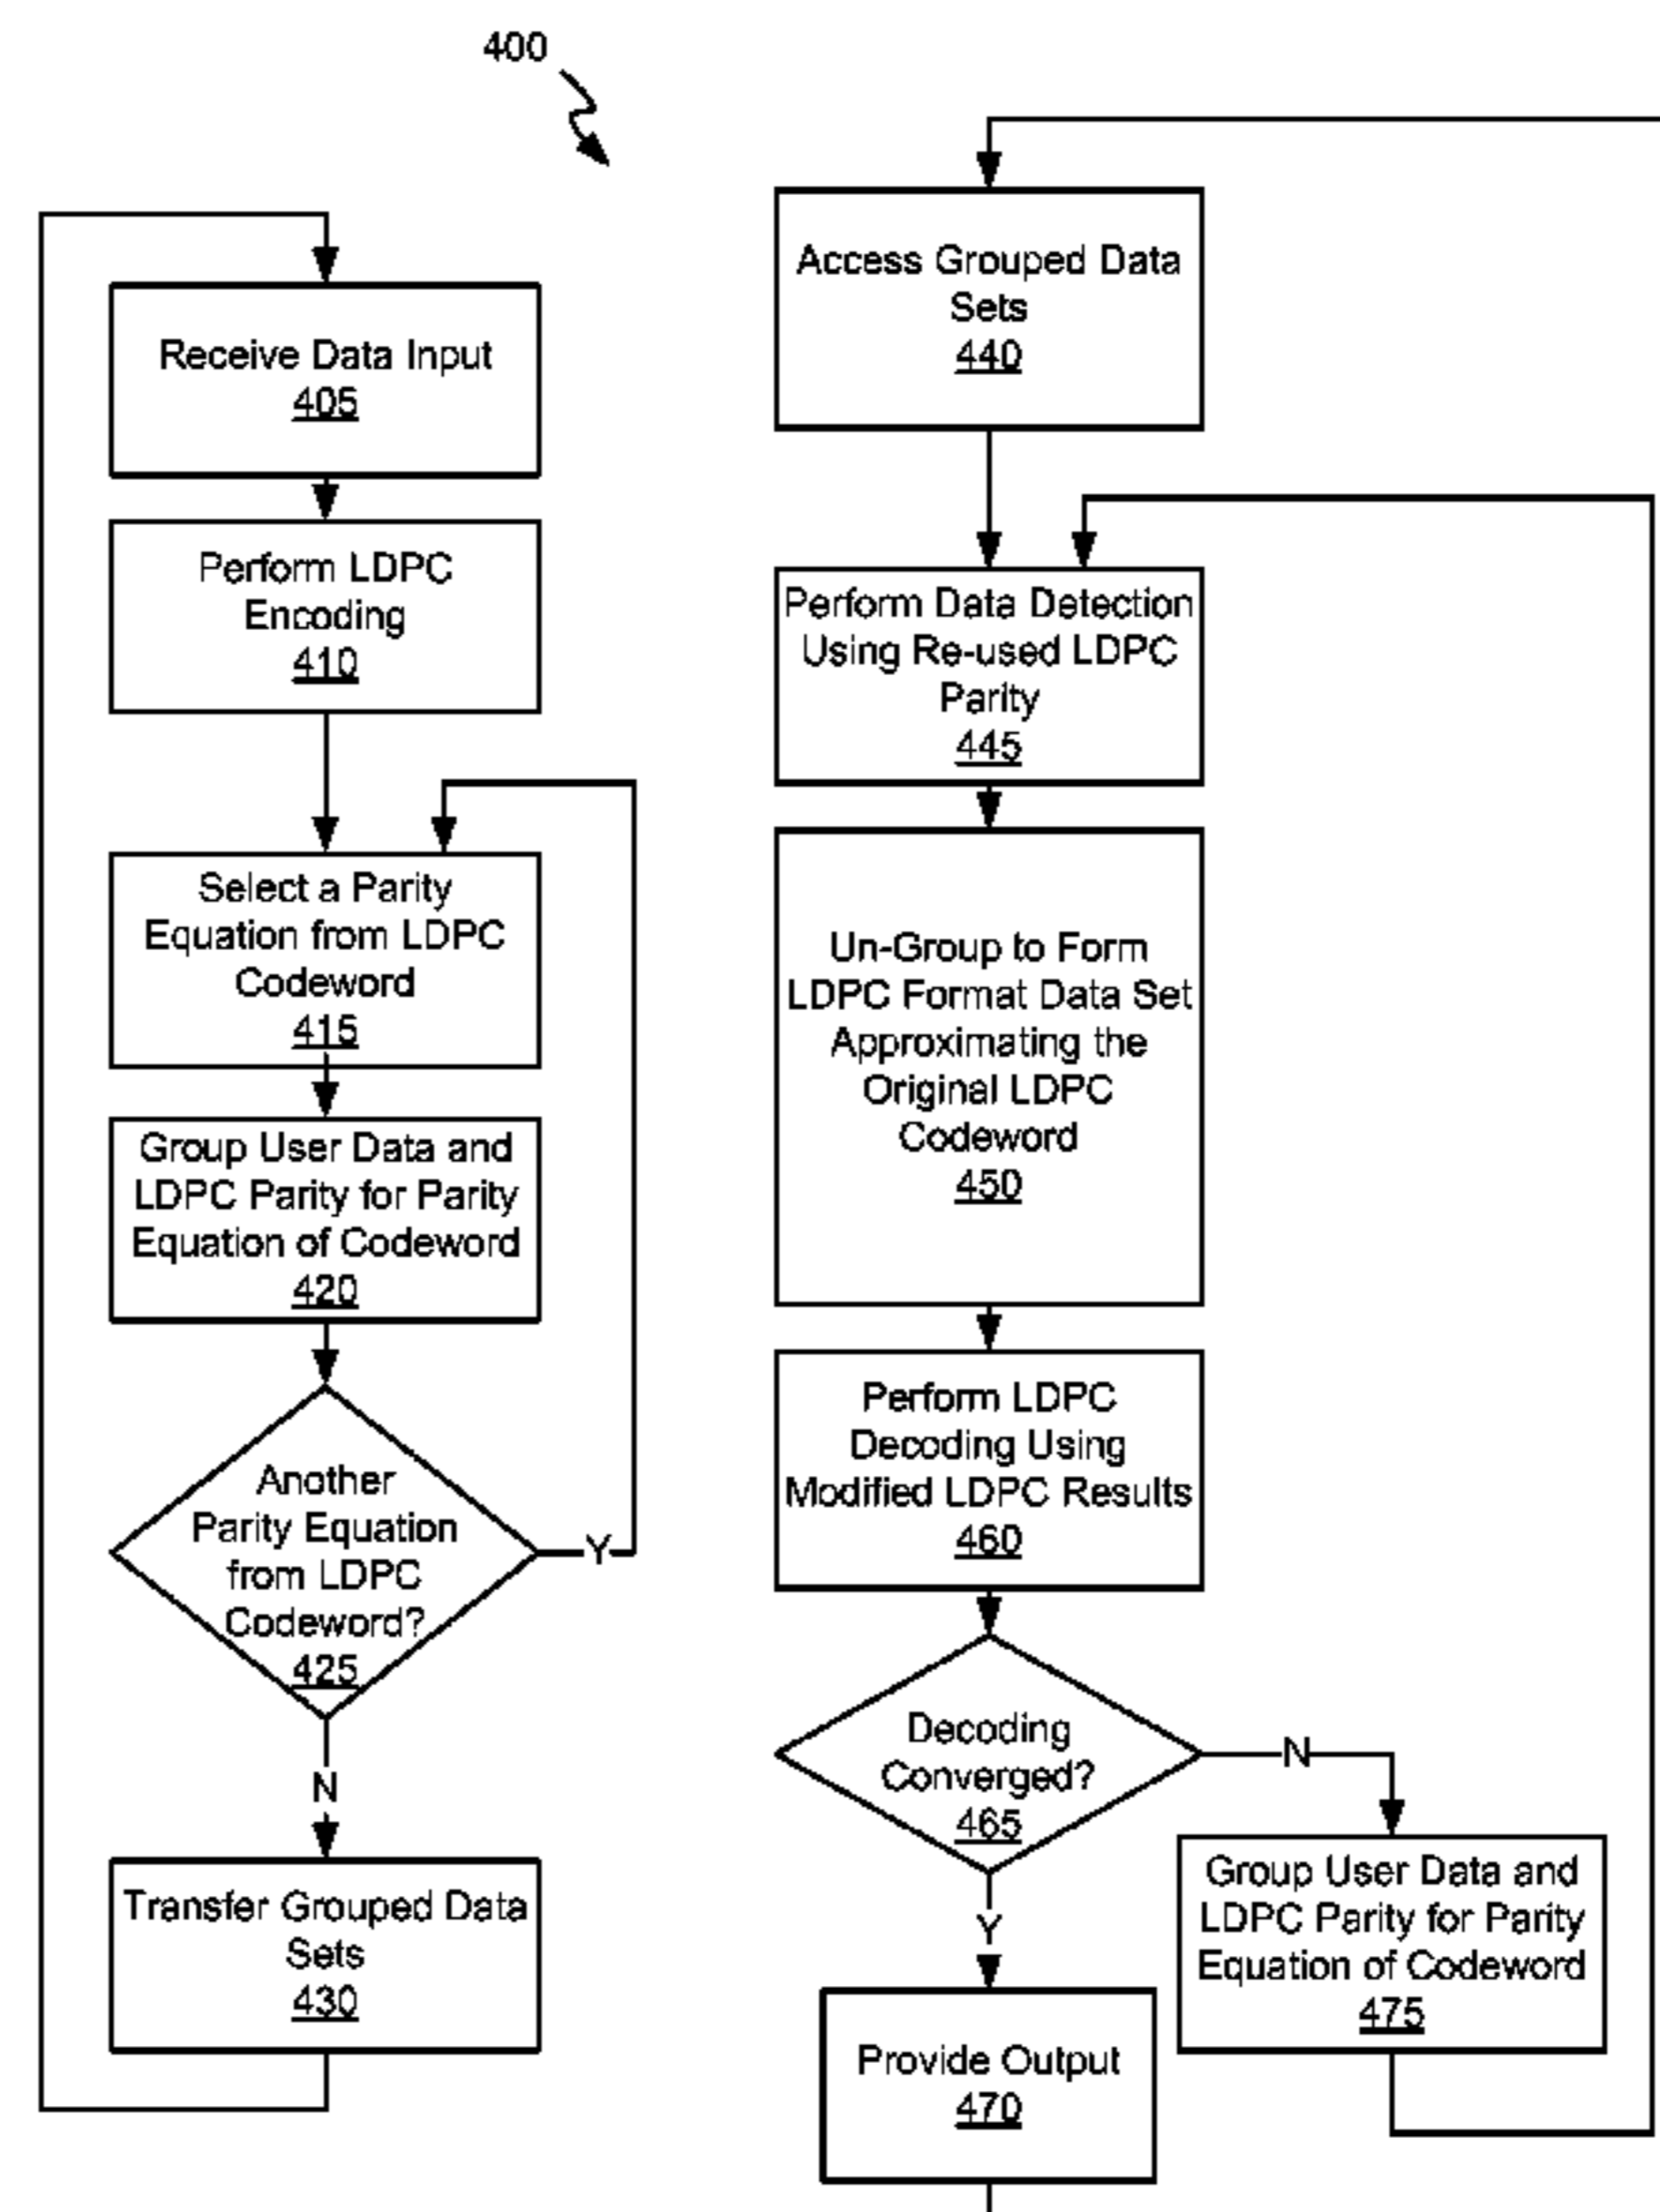 400
Receive Data Input
405
Perform LDPC
Encoding
410
Select a Parity
Equation from LDPC
Codeword
415
Group User Data and
LDPC Parity for Parity
Equation of Codeword
420
Another
Parity Equation
from LDPC
Codeword?
425
Y
N
Transfer Grouped Data
Sets
430
Access Grouped Data
Sets
440
Perform Data Detection
Using Re-used LDPC
Parity
445
Un-Group to Form
LDPC Format Data Set
Approximating the
Original LDPC
Codeword
450
Perform LDPC
Decoding Using
Modified LDPC Results
460
Decoding
Converged?
465
N
Y
Group User Data and
LDPC Parity for Parity
Equation of Codeword
475
Provide Output
470